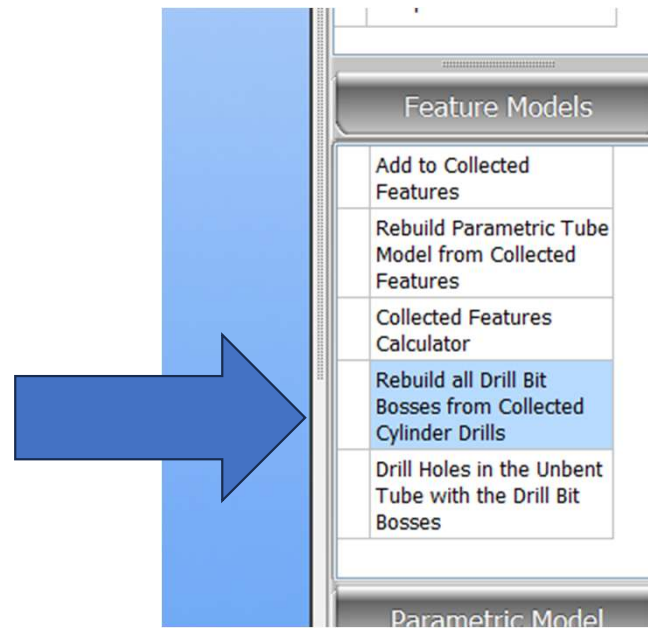 Feature Models
Add to Collected
Features
Rebuild Parametric Tube
Model from Collected
Features
Collected Features
Calculator
Rebuild all Drill Bit
Bosses from Collected
Cylinder Drills
Drill Holes in the Unbent
Tube with the Drill Bit
Bosses
Parametric Model